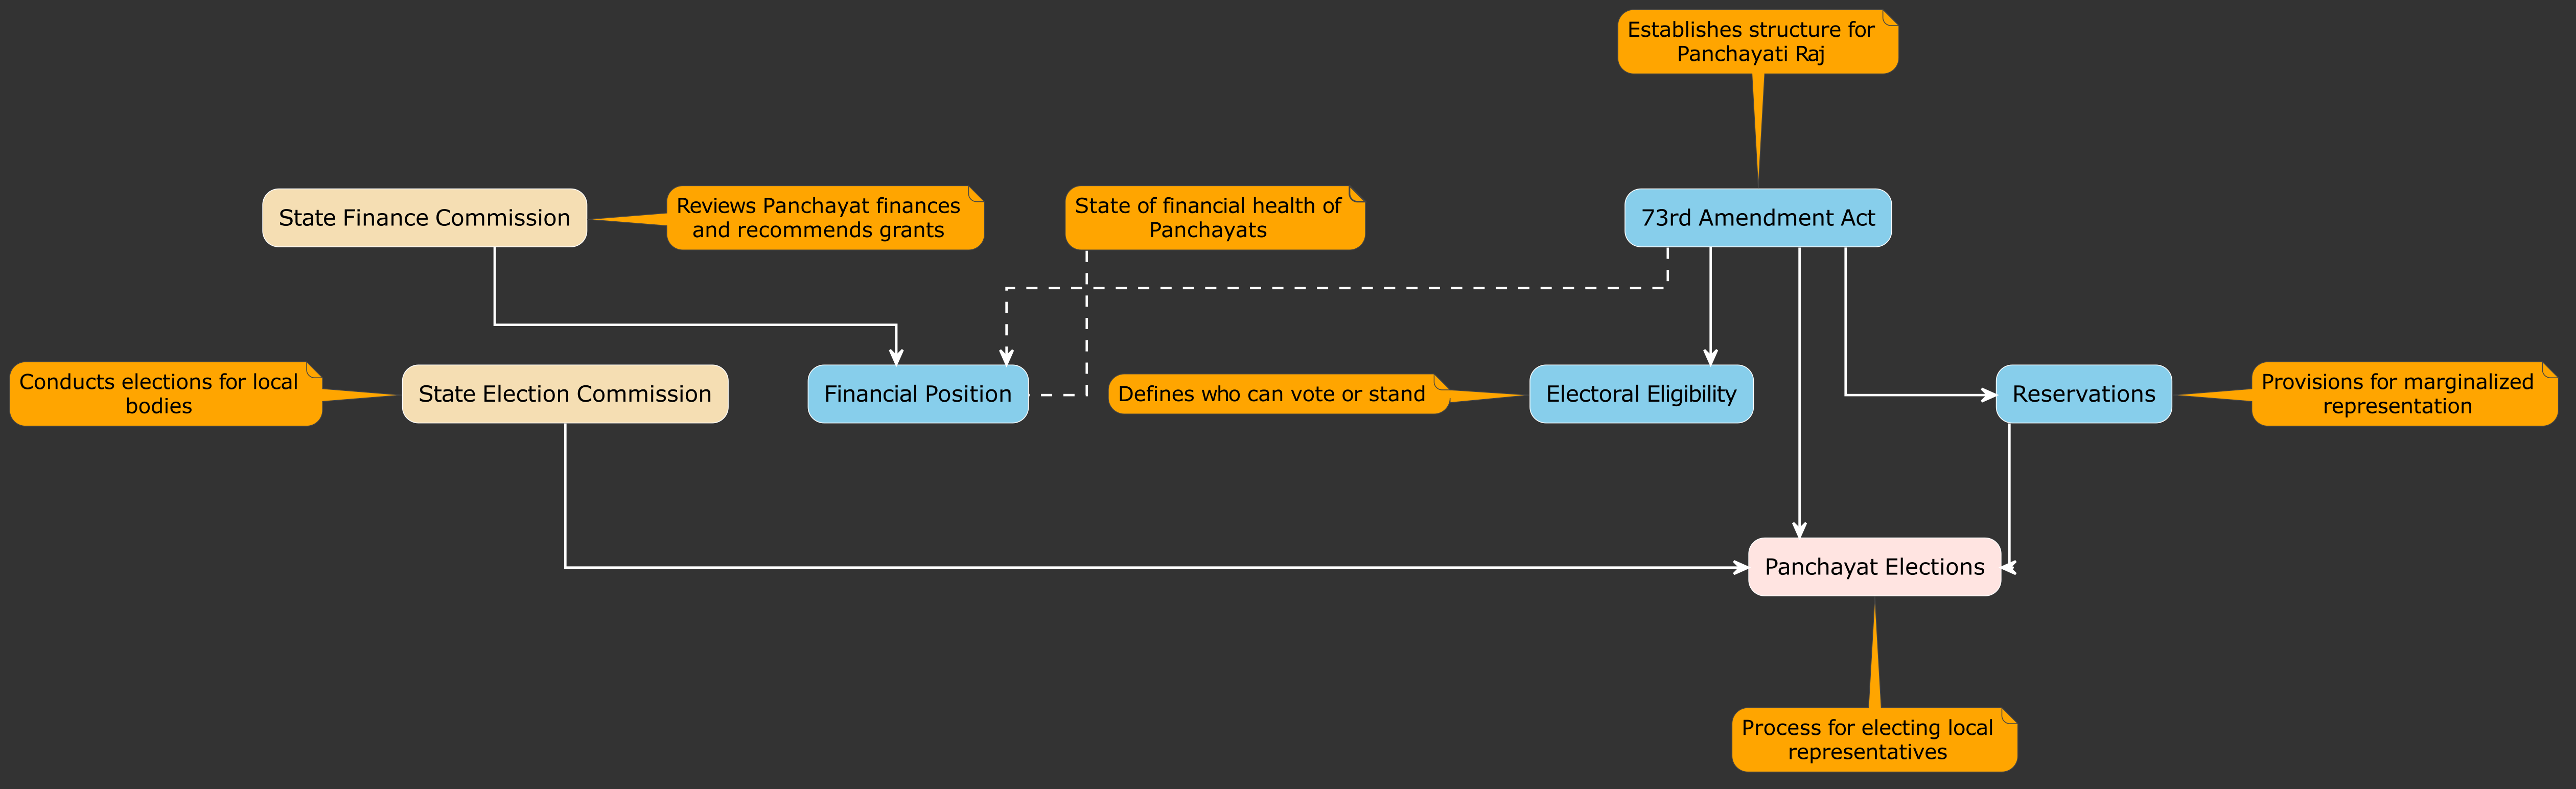 Establishes structure for
Panchayati Raj
State Finance Commission
Reviews Panchayat finances
and recommends grants
State of financial health of
Panchayats
73rd Amendment Act
Conducts elections for local
bodies
State Election Commission
Financial Position
Defines who can vote or stand
Electoral Eligibility
Reservations
Provisions for marginalized
representation
Panchayat Elections
Process for electing local
representatives